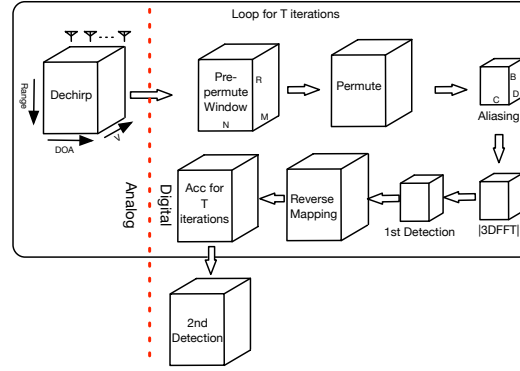 Loop for T iterations
Dechirp
Range
DOA
V
Pre-
permute
Window
R
M
N
Permute
B
D
C
Aliasing
Analog
Digital
Acc for
T
iterations
Reverse
Mapping
1st Detection
|3DFFT|
2nd
Detection